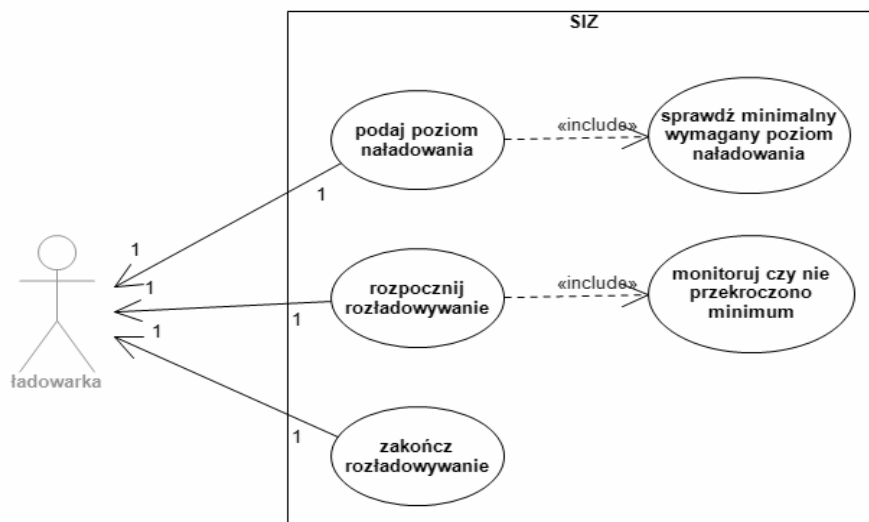 SIZ
podaj poziom
naładowania
«include»
sprawdź minimalny
wymagany poziom
naładowania
1
1
rozpocznij
rozładowywanie
«include»
monitoruj czy nie
przekroczono
minimum
1
1
ładowarka
zakończ
rozładowywanie
1
1